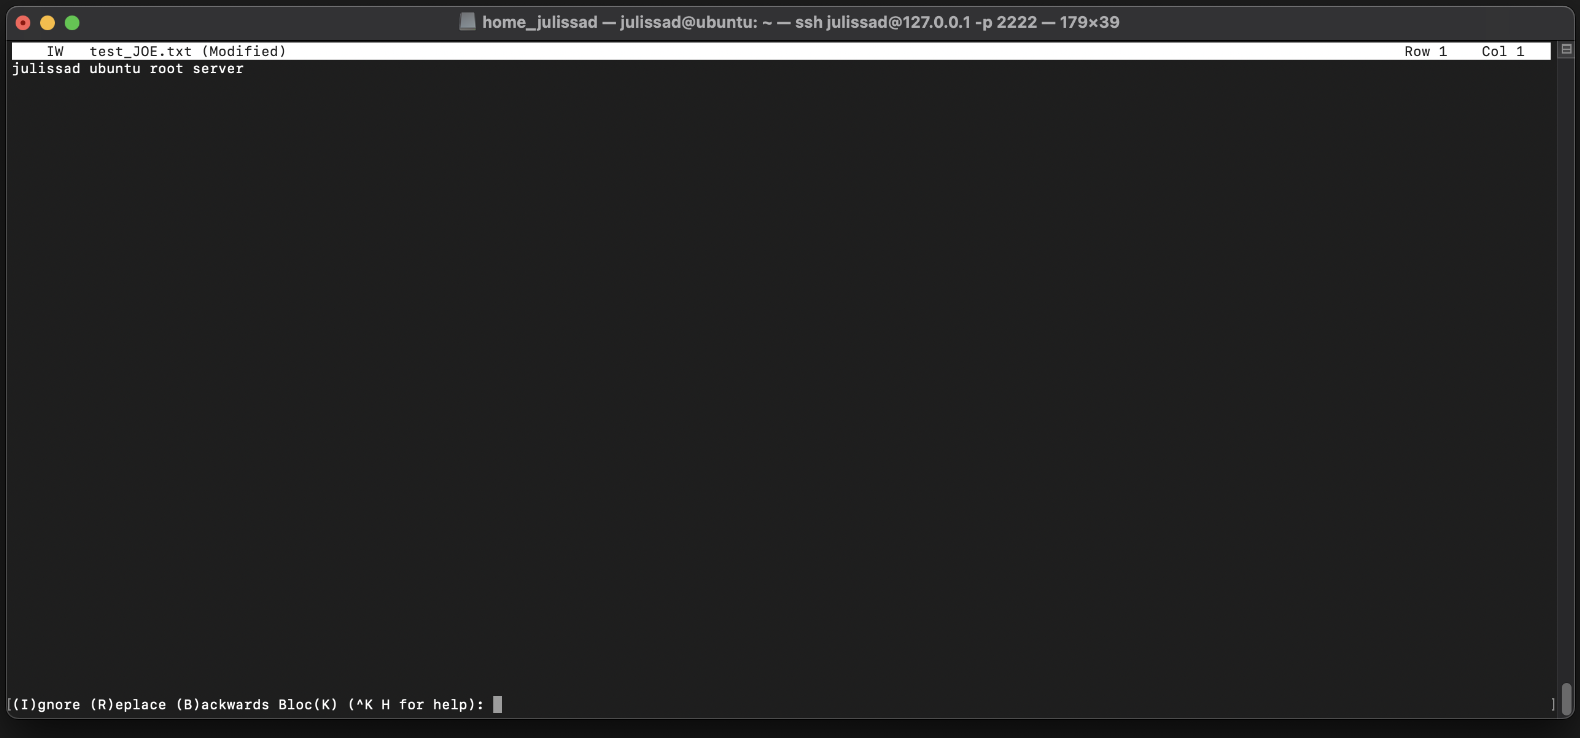 home_julissad — julissad@ubuntu: ~ — ssh julissad@127.0.0.1 -p 2222 — 179×39
IW test_JOE.txt (Modified) Row 1 Col 1
julissad ubuntu root server
[(I)gnore (R)eplace (B)ackwards Bloc(K) (^K H for help): ]